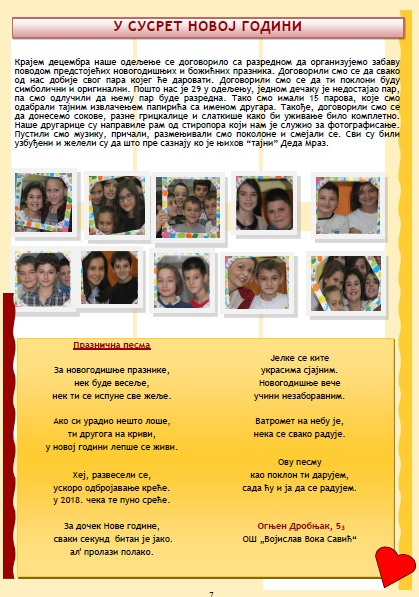 У СУСРЕТ НОВОЈ ГОДИНИ
Крајем децембра наше одељење се договорило са разредном да организујемо забаву
поводом предстојећих новогодишњих и божићних празника. Договорили смо се да свако
од нас добије свог пара којег ће даровати. Договорили смо се да ти поклони буду
симболични и оригинални. Пошто нас је 29 у одељењу, једном дечаку је недостајао пар,
па смо одлучили да њему пар буде разредна. Тако смо имали 15 парова, које смо
одабрали тајним извлачењем папирића са именом другара. Такође, договорили смо се
да донесемо сокове, разне грицкалице и слаткише како би уживање било комплетно.
Наше другарице су направиле рам од стиропора који нам је служио за фотографисање.
Пустили смо музику, причали, размењивали смо поколоне и смејали се. Сви су били
узбуђени и желели су да што пре сазнају ко је њихов “тајни” Деда Мраз.
Празнична песма
За новогодишње празнике,
нек буде весеље,
нек ти се испуне све жеље.
Ако си урадио нешто лоше,
ти другога на криви,
у новој години лепше се живи.
Хеј, развесели се,
ускоро одбројавање креће.
у 2018. чека те пуно среће.
За дочек Нове године,
сваки секунд битан је јако.
ал' пролази полако.
Јелке се ките
украсима сјајним.
Новогодишње вече
учини незаборавним.
Ватромет на небу је,
нека се свако радује.
Ову песму
као поклон ти дарујем,
сада ћу и ја да се радујем.
Огњен Дробњак, 5₃
ОШ „Војислав Вока Савић“
7